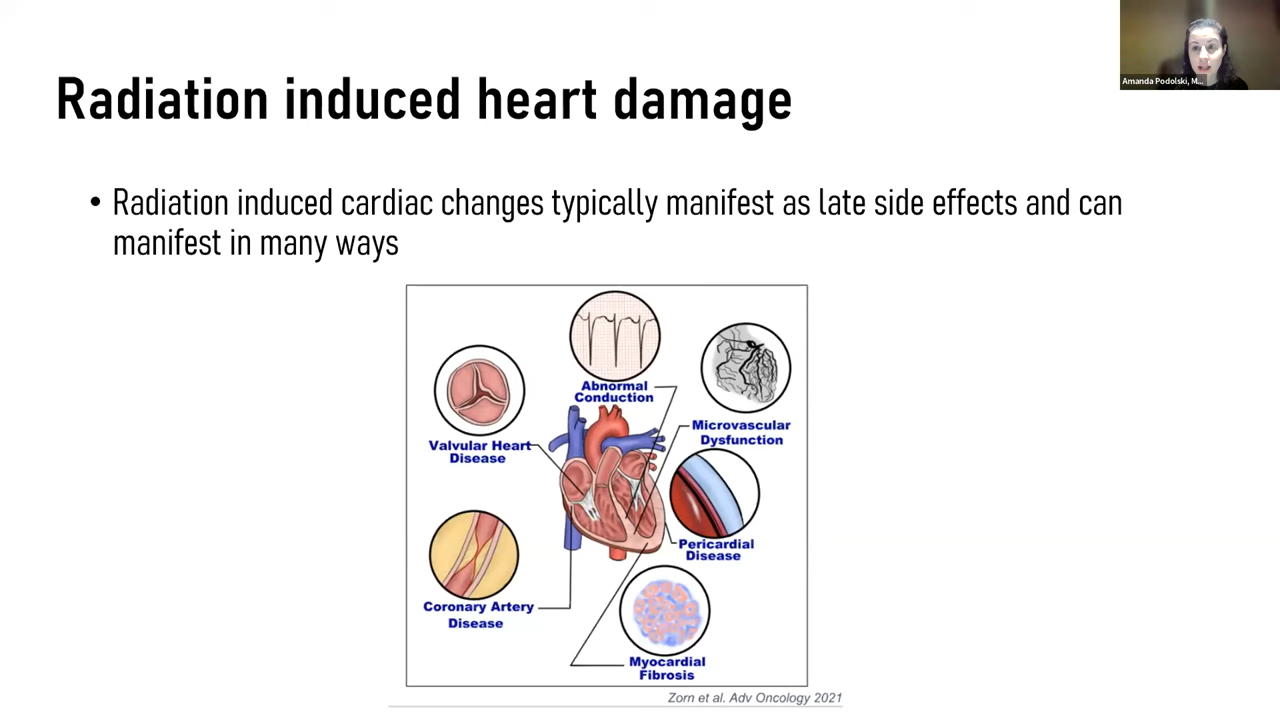 Amanda Podolski, M...
Radiation induced heart damage
• Radiation induced cardiac changes typically manifest as late side effects and can
manifest in many ways
Abnormal
Conduction
Microvascular
Dysfunction
Valvular Heart
Disease
Pericardial
Disease
Coronary Artery
Disease
Myocardial
Fibrosis
Zorn et al. Adv Oncology 2021